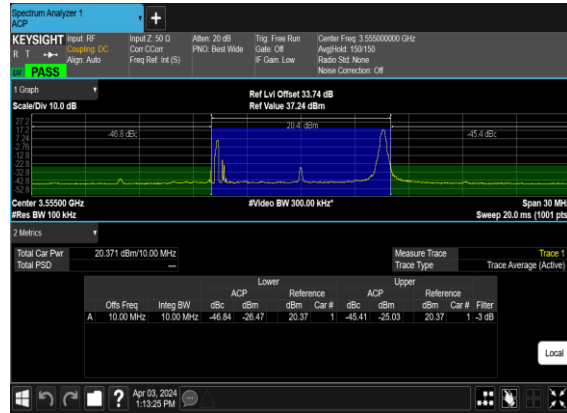 Spectrum Analyzer 1
ACP
KEYSIGHT Input: RF Input Z: 50 Ω Atten: 20 dB Trig: Free Run Center Freq: 3.555000000 GHz
R T Coupling: DC Corr CCorr PNO: Best Wide Gate: Off Avg|Hold: 150/150
Align: Auto Freq Ref: Int (S) IF Gain: Low Radio Std: None
LV PASS Noise Correction: Off
1 Graph
Scale/Div 10.0 dB Ref Lvl Offset 33.74 dB
Ref Value 37.24 dBm
27.2
17.2 -46.8 dBc 20.4 dBm -45.4 dBc
7.24
-2.76
-12.8
-22.8
-32.8
-42.8
-52.8
Center 3.55500 GHz #Video BW 300.00 kHz* Span 30 MHz
#Res BW 100 kHz Sweep 20.0 ms (1001 pts)
2 Metrics
Total Car Pwr 20.371 dBm/10.00 MHz Measure Trace Trace 1
Total PSD --- Trace Type Trace Average (Active)
Lower Upper
ACP Reference ACP Reference
Offs Freq Integ BW dBc dBm dBm Car # dBc dBm dBm Car # Filter
A 10.00 MHz 10.00 MHz -46.84 -26.47 20.37 1 -45.41 -25.03 20.37 1 -3 dB
Local
? Apr 03, 2024
1:13:25 PM